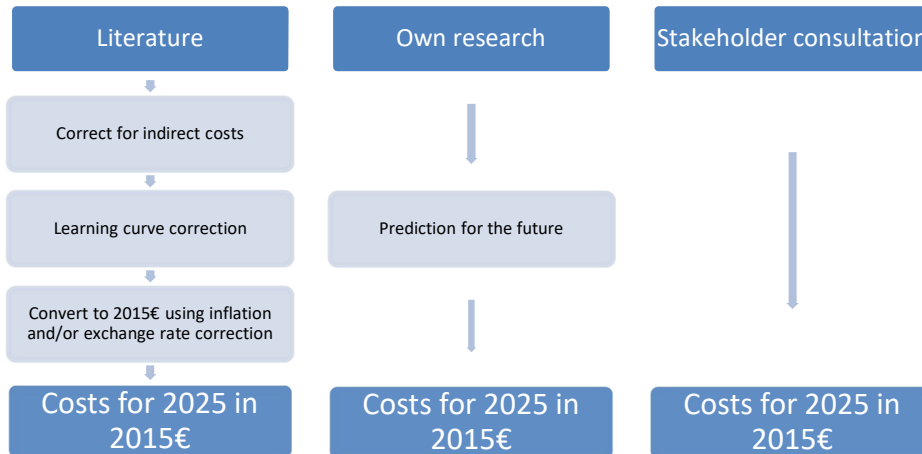 Literature
Own research
Stakeholder consultation
Correct for indirect costs
Learning curve correction
Prediction for the future
Convert to 2015€ using inflation
and/or exchange rate correction
Costs for 2025 in
2015€
Costs for 2025 in
2015€
Costs for 2025 in
2015€